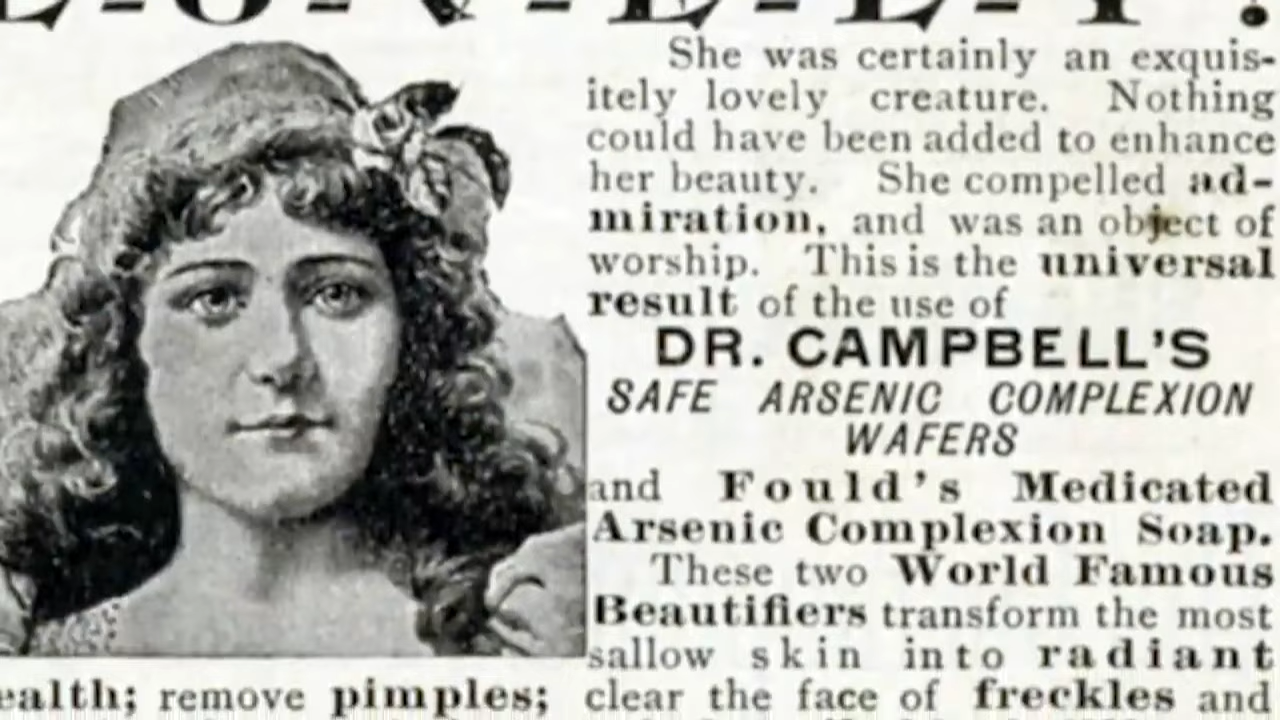 She was certainly an exquis-
itely lovely creature. Nothing
could have been added to enhance
her beauty. She compelled ad-
miration, and was an object of
worship. This is the universal
result of the use of
DR. CAMPBELL'S
SAFE ARSENIC COMPLEXION
WAFERS
and Fould's Medicated
Arsenic Complexion Soap.
These two World Famous
Beautifiers transform the most
sallow skin into radiant
ealth; remove pimples; clear the face of freckles and